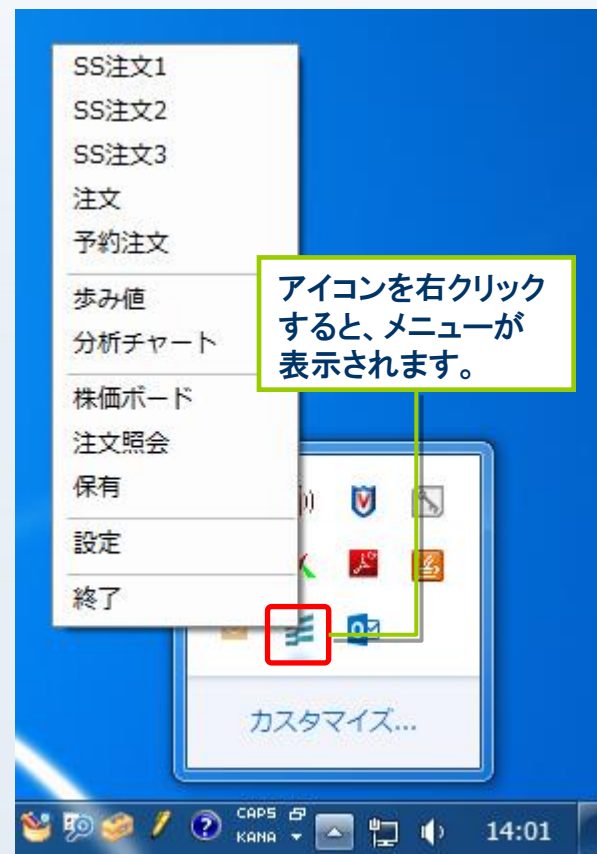 SS注文1
SS注文2
SS注文3
注文
予約注文
歩み値
分析チャート
株価ボード
注文照会
保有
設定
終了
アイコンを右クリック
すると、メニューが
表示されます。
カスタマイズ...
CAPS
KANA
14:01